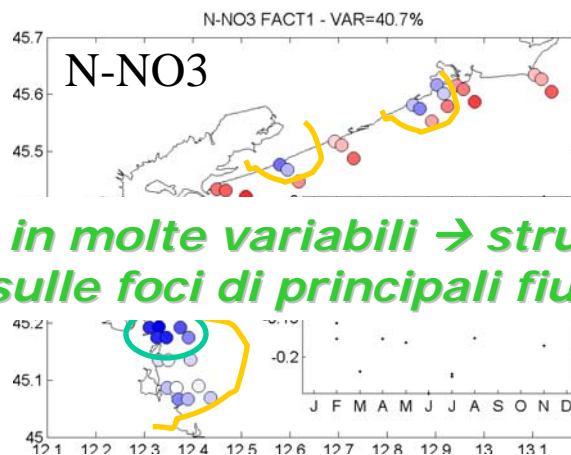 N-NO3 FACT1 - VAR=40.7%
N-NO3
45.7
45.6
45.5
in molte variabili → stru
sulle foci di principali fiu
45.2
45.1
45
-0.2
J F M A M J J A S O N D
12.1 12.2 12.3 12.4 12.5 12.6 12.7 12.8 12.9 13 13.1